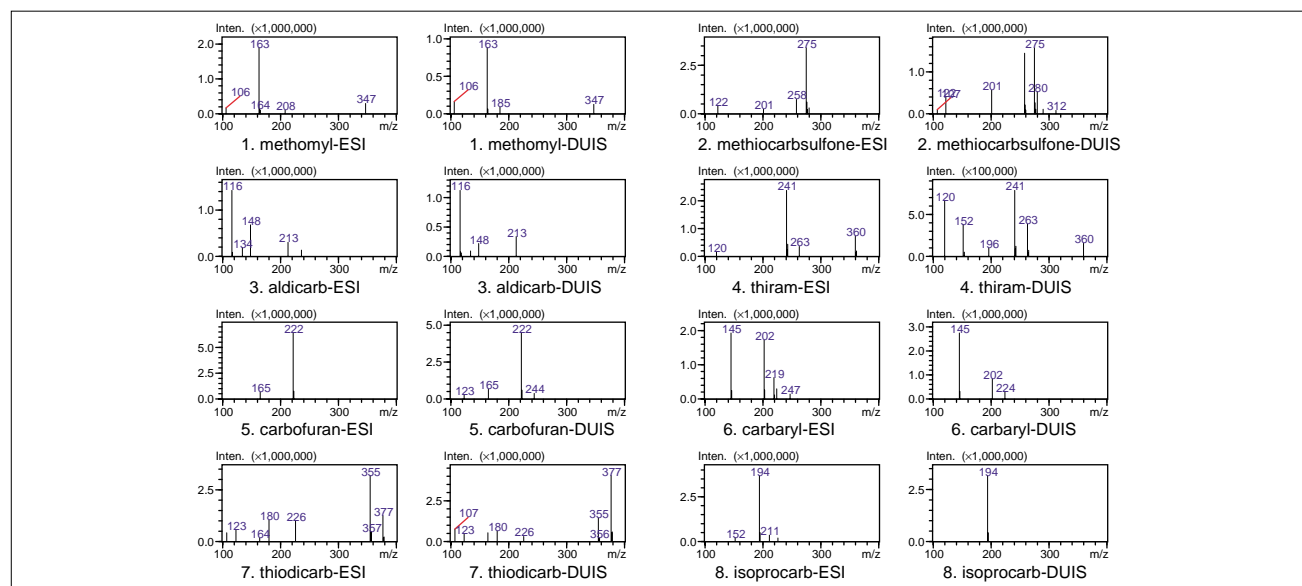 Inten. (×1,000,000) Inten. (×1,000,000) Inten. (×1,000,000) Inten. (×1,000,000)
2.0 163 1.0 163 275 275
1.0 106 164 208 347 0.5 106 185 347 2.5 122 201 258 1.0 201 280 312
0.0 0.0 0.0 0.0
100 200 300 m/z 100 200 300 m/z 100 200 300 m/z 100 200 300 m/z
1. methomyl-ESI 1. methomyl-DUIS 2. methiocarbsulfone-ESI 2. methiocarbsulfone-DUIS
Inten. (×1,000,000) Inten. (×1,000,000) Inten. (×1,000,000) Inten. (×100,000)
116 116 241 120 241
1.0 148 134 213 1.0 0.5 148 213 2.0 1.0 120 263 360 5.0 152 196 263 360
0.0 0.0 0.0 0.0
100 200 300 m/z 100 200 300 m/z 100 200 300 m/z 100 200 300 m/z
3. aldicarb-ESI 3. aldicarb-DUIS 4. thiram-ESI 4. thiram-DUIS
Inten. (×1,000,000) Inten. (×1,000,000) Inten. (×1,000,000) Inten. (×1,000,000)
222 5.0 222 2.0 145 202 3.0 145
5.0 2.5 165 2.5 123 165 244 1.0 219 247 2.0 1.0 202 224
0.0 0.0 0.0 0.0
100 200 300 m/z 100 200 300 m/z 100 200 300 m/z 100 200 300 m/z
5. carbofuran-ESI 5. carbofuran-DUIS 6. carbaryl-ESI 6. carbaryl-DUIS
Inten. (×1,000,000) Inten. (×1,000,000) Inten. (×1,000,000) Inten. (×1,000,000)
355 377 194 194
2.5 123 164 180 226 357 377 2.5 107 123 180 226 355 356 2.5 152 211 2.5
0.0 0.0 0.0 0.0
100 200 300 m/z 100 200 300 m/z 100 200 300 m/z 100 200 300 m/z
7. thiodicarb-ESI 7. thiodicarb-DUIS 8. isoprocarb-ESI 8. isoprocarb-DUIS